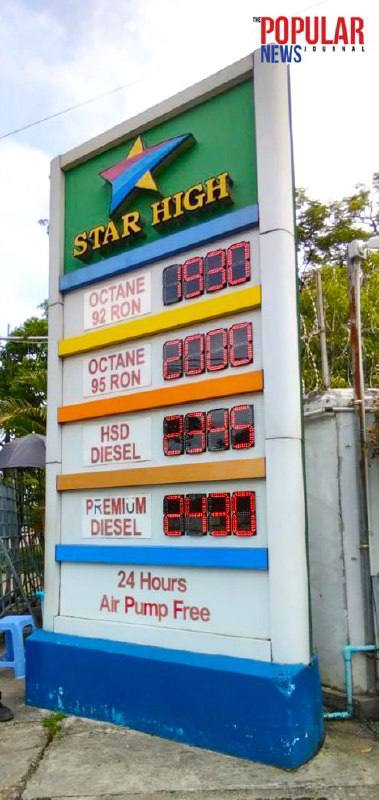 THE POPULAR
NEWS JOURNAL
STAR HIGH
OCTANE
92 RON
1930
OCTANE
95 RON
2000
HSD
DIESEL
2345
PREMIUM
DIESEL
2430
24 Hours
Air Pump Free